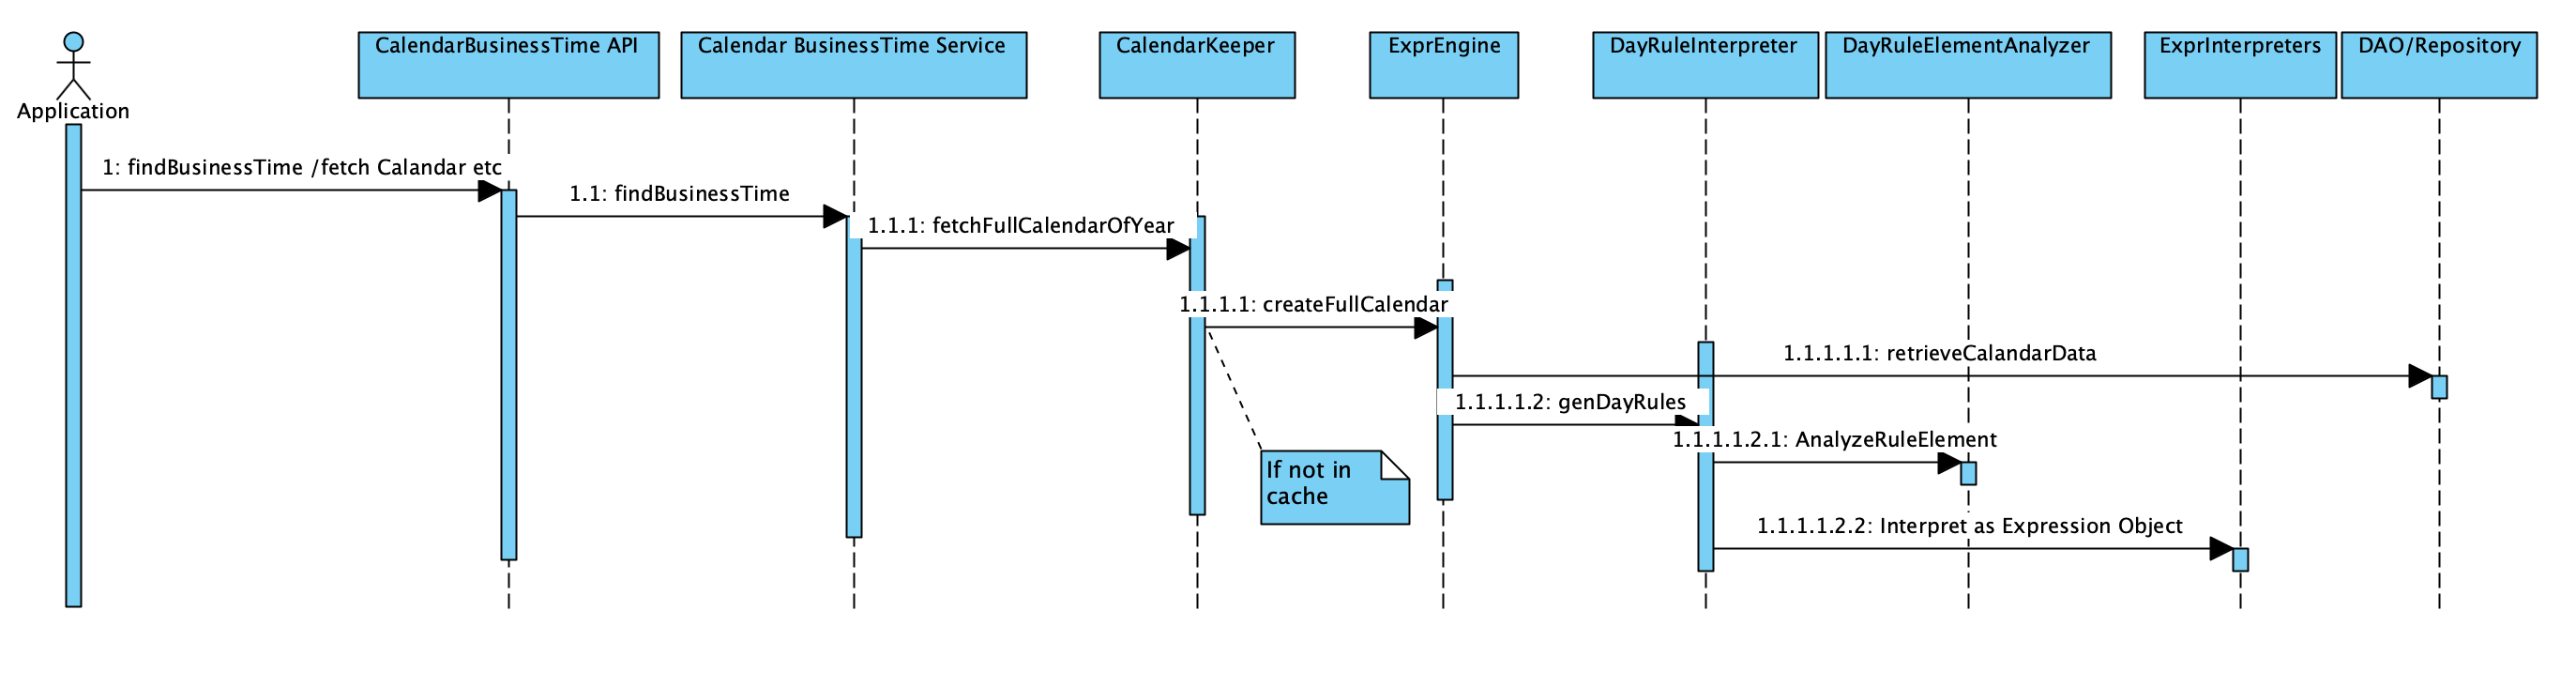 CalendarBusinessTime API
Calendar BusinessTime Service
CalendarKeeper
ExprEngine
DayRuleInterpreter
DayRuleElementAnalyzer
ExprInterpreters
DAO/Repository
Application
1: findBusinessTime /fetch Calandar etc
1.1: findBusinessTime
1.1.1: fetchFullCalendarOfYear
1.1.1.1: createFullCalendar
1.1.1.1.1: retrieveCalandarData
1.1.1.1.2: genDayRules
1.1.1.1.2.1: AnalyzeRuleElement
If not in
cache
1.1.1.1.2.2: Interpret as Expression Object